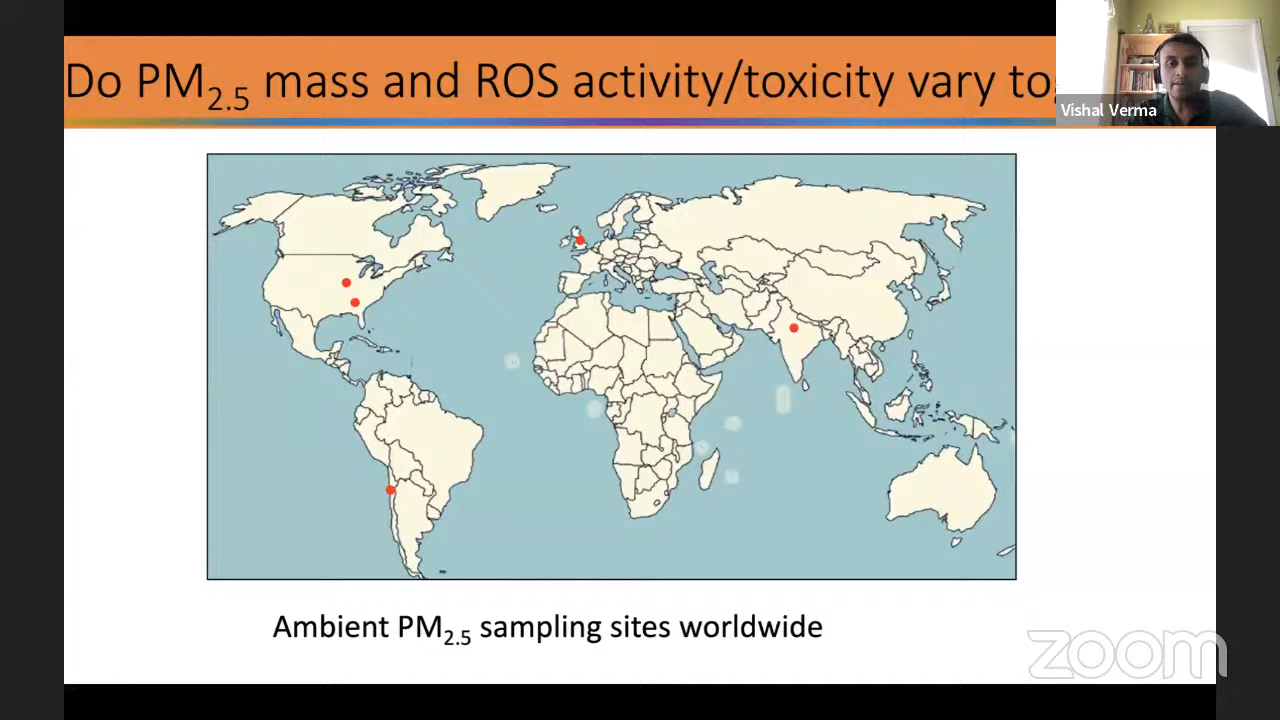 Do PM2.5 mass and ROS activity/toxicity vary to
Vishal Verma
Ambient PM2.5 sampling sites worldwide
zoom